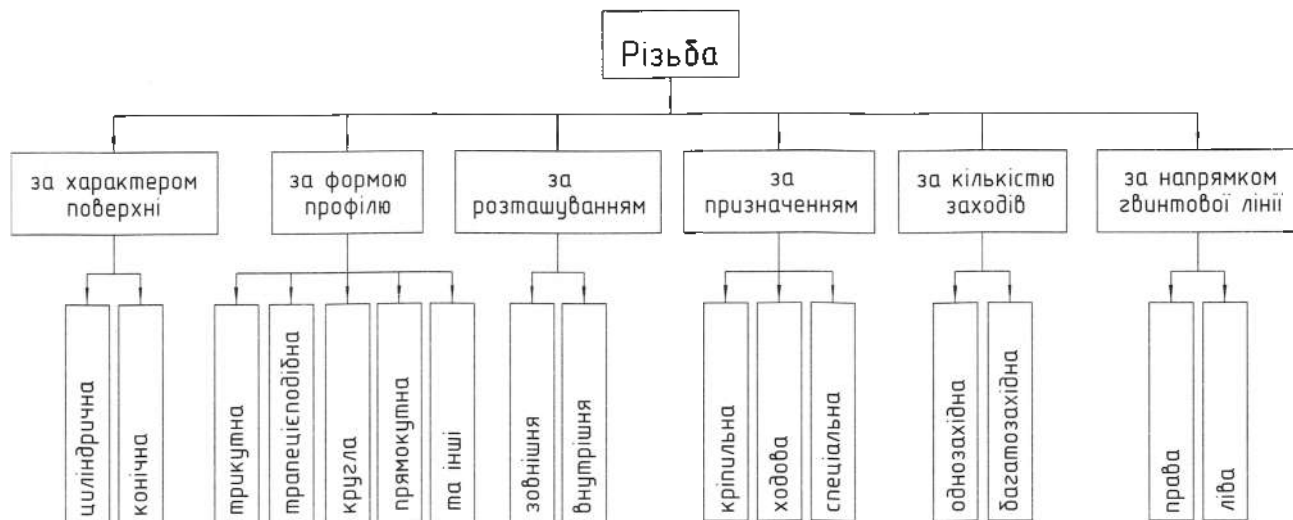 Різьба
за характером
поверхні
за формою
профілю
за
розташуванням
за
призначенням
за кількістю
заходів
за напрямком
гвинтової лінії
циліндрична
конічна
трикутна
трапецієподібна
кругла
прямокутна
та інші
зовнішня
внутрішня
кріпильна
ходова
спеціальна
однозахідна
багатозахідна
права
ліва